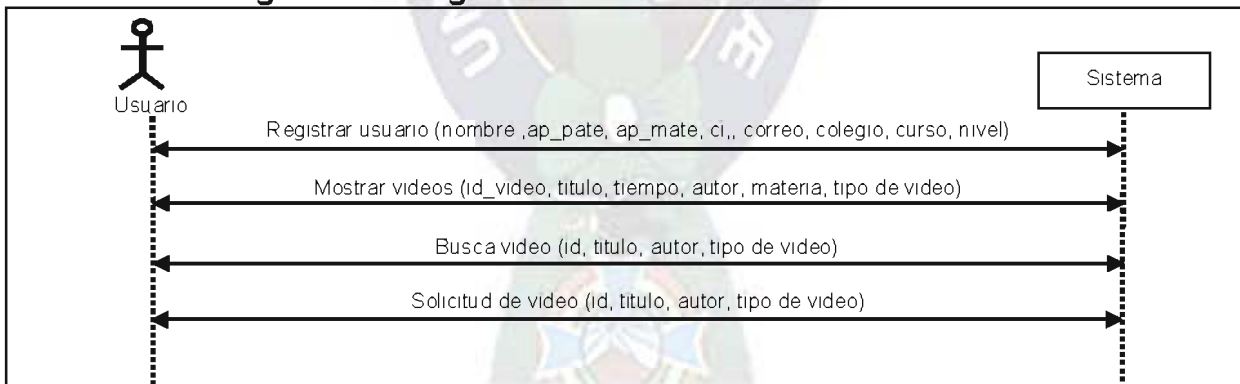 Usuario
Sistema
Registrar usuario (nombre ,ap_pate, ap_mate, ci,, correo, colegio, curso, nivel)
Mostrar videos (id_video, titulo, tiempo, autor, materia, tipo de video)
Busca video (id, titulo, autor, tipo de video)
Solicitud de video (id, titulo, autor, tipo de video)